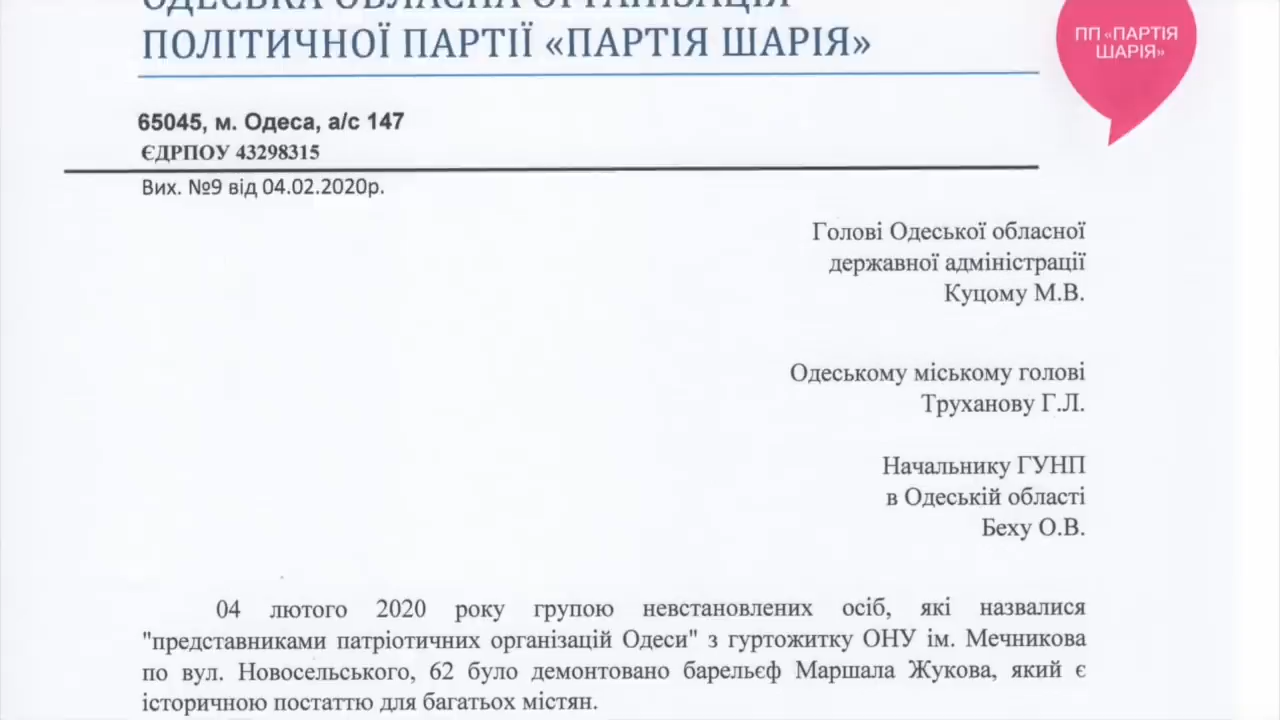 ОДЕСЬКА ОБЛАСНА ОРГАНІЗАЦІЯ
ПОЛІТИЧНОЇ ПАРТІЇ «ПАРТІЯ ШАРІЯ»
ПП «ПАРТІЯ
ШАРІЯ»
65045, м. Одеса, а/с 147
ЄДРПОУ 43298315
Вих. №9 від 04.02.2020р.
Голові Одеської обласної
державної адміністрації
Куцому М.В.
Одеському міському голові
Труханову Г.Л.
Начальнику ГУНП
в Одеській області
Беху О.В.
04 лютого 2020 року групою невстановлених осіб, які назвалися
"представниками патріотичних організацій Одеси" з гуртожитку ОНУ ім. Мечникова
по вул. Новосельського, 62 було демонтовано барельєф Маршала Жукова, який є
історичною постаттю для багатьох містян.